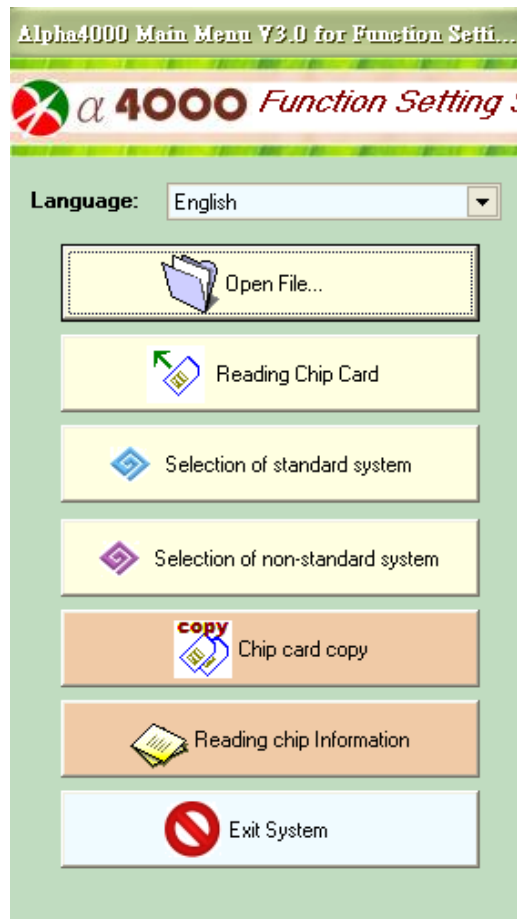 Alpha4000 Main Menu V3.0 for Function Setti...
α 4000 Function Setting S
Language: English
Open File...
Reading Chip Card
Selection of standard system
Selection of non-standard system
copy
Chip card copy
Reading chip Information
Exit System